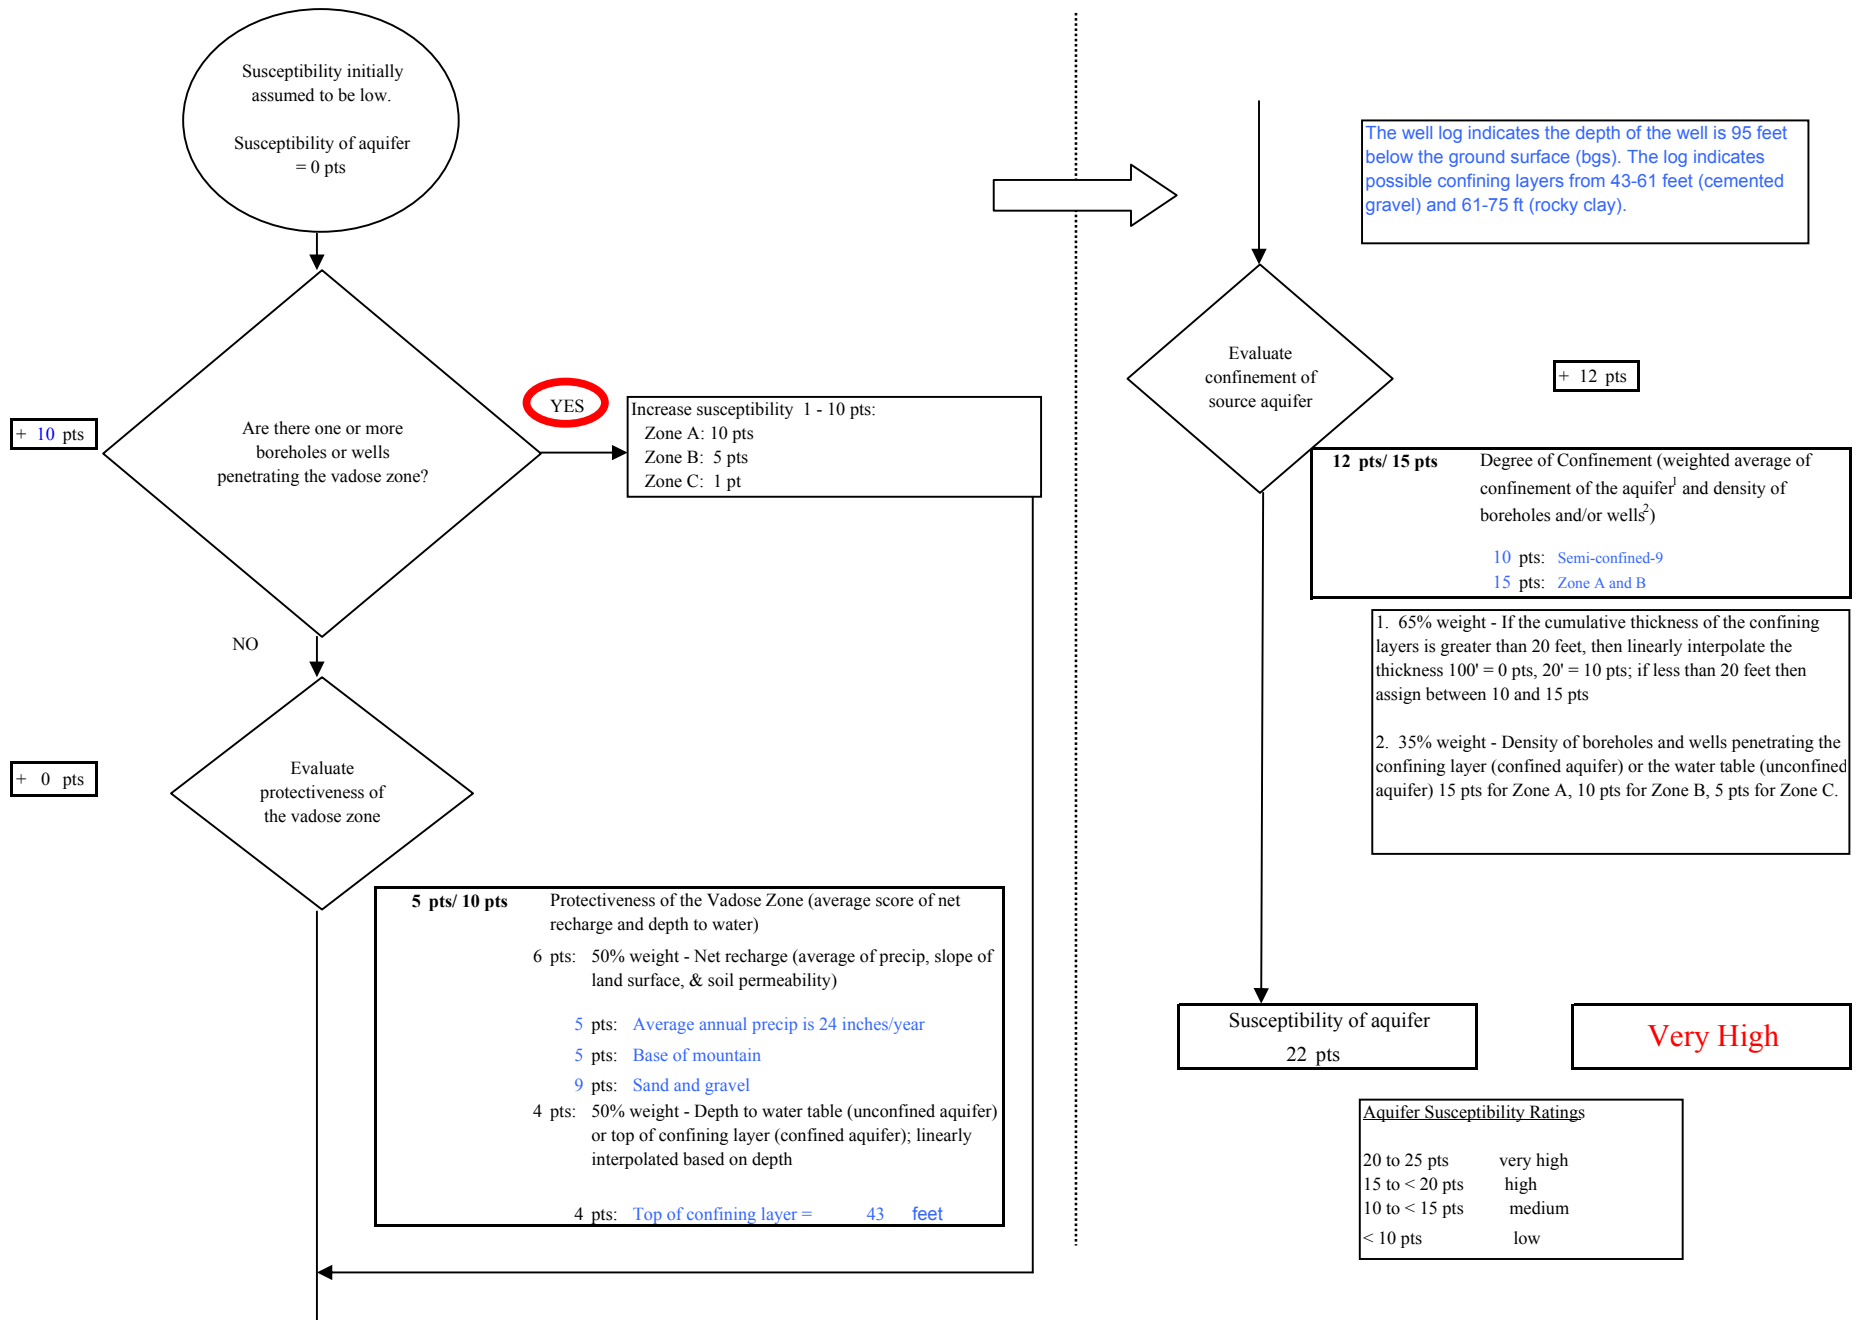 Susceptibility initially
assumed to be low.
Susceptibility of aquifer
= 0 pts
+ 10 pts
Are there one or more
boreholes or wells
penetrating the vadose zone?
YES
Increase susceptibility 1 - 10 pts:
Zone A: 10 pts
Zone B: 5 pts
Zone C: 1 pt
NO
+ 0 pts
Evaluate
protectiveness of
the vadose zone
5 pts/ 10 pts Protectiveness of the Vadose Zone (average score of net
recharge and depth to water)
6 pts: 50% weight - Net recharge (average of precip, slope of
land surface, & soil permeability)
5 pts: Average annual precip is 24 inches/year
5 pts: Base of mountain
9 pts: Sand and gravel
4 pts: 50% weight - Depth to water table (unconfined aquifer)
or top of confining layer (confined aquifer); linearly
interpolated based on depth
4 pts: Top of confining layer = 43 feet
The well log indicates the depth of the well is 95 feet
below the ground surface (bgs). The log indicates
possible confining layers from 43-61 feet (cemented
gravel) and 61-75 ft (rocky clay).
Evaluate
confinement of
source aquifer
+ 12 pts
12 pts/ 15 pts Degree of Confinement (weighted average of
confinement of the aquifer1 and density of
boreholes and/or wells2)
10 pts: Semi-confined-9
15 pts: Zone A and B
1. 65% weight - If the cumulative thickness of the confining
layers is greater than 20 feet, then linearly interpolate the
thickness 100' = 0 pts, 20' = 10 pts; if less than 20 feet then
assign between 10 and 15 pts
2. 35% weight - Density of boreholes and wells penetrating the
confining layer (confined aquifer) or the water table (unconfined
aquifer) 15 pts for Zone A, 10 pts for Zone B, 5 pts for Zone C.
Susceptibility of aquifer
22 pts
Very High
Aquifer Susceptibility Ratings
20 to 25 pts very high
15 to < 20 pts high
10 to < 15 pts medium
< 10 pts low